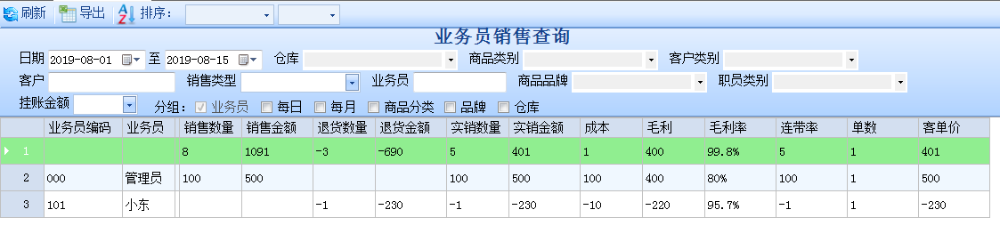 刷新 导出 排序：
业务员销售查询
日期 2019-08-01 至 2019-08-15 仓库 商品类别 客户类别
客户 销售类型 业务员 商品品牌 职员类别
挂账金额 分组： 业务员 每日 每月 商品分类 品牌 仓库
业务员编码 业务员 销售数量 销售金额 退货数量 退货金额 实销数量 实销金额 成本 毛利 毛利率 连带率 单数 客单价
1 8 1091 -3 -690 5 401 1 400 99.8% 5 1 401
2 000 管理员 100 500 100 500 100 400 80% 100 1 500
3 101 小东 -1 -230 -1 -230 -10 -220 95.7% -1 1 -230